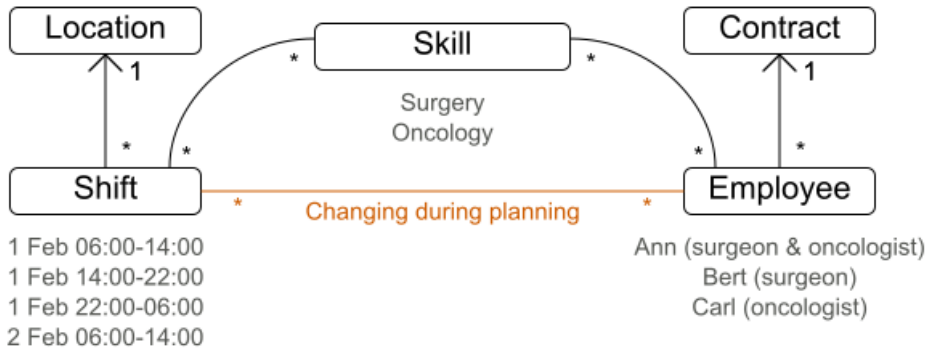 Location
Skill
Contract
1
*
*
1
Surgery
Oncology
*
*
*
*
Shift
Employee
*
Changing during planning
*
1 Feb 06:00-14:00
1 Feb 14:00-22:00
1 Feb 22:00-06:00
2 Feb 06:00-14:00
Ann (surgeon & oncologist)
Bert (surgeon)
Carl (oncologist)